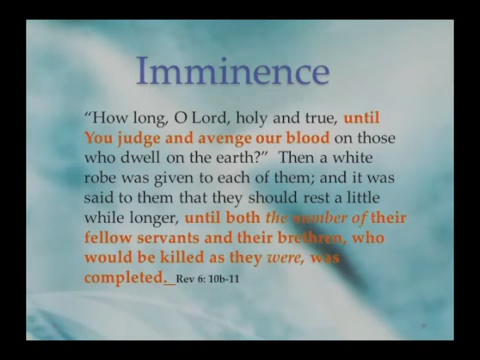 Imminence
“How long, O Lord, holy and true, until
You judge and avenge our blood on those
who dwell on the earth?” Then a white
robe was given to each of them; and it was
said to them that they should rest a little
while longer, until both the number of their
fellow servants and their brethren, who
would be killed as they were, was
completed. Rev 6: 10b-11